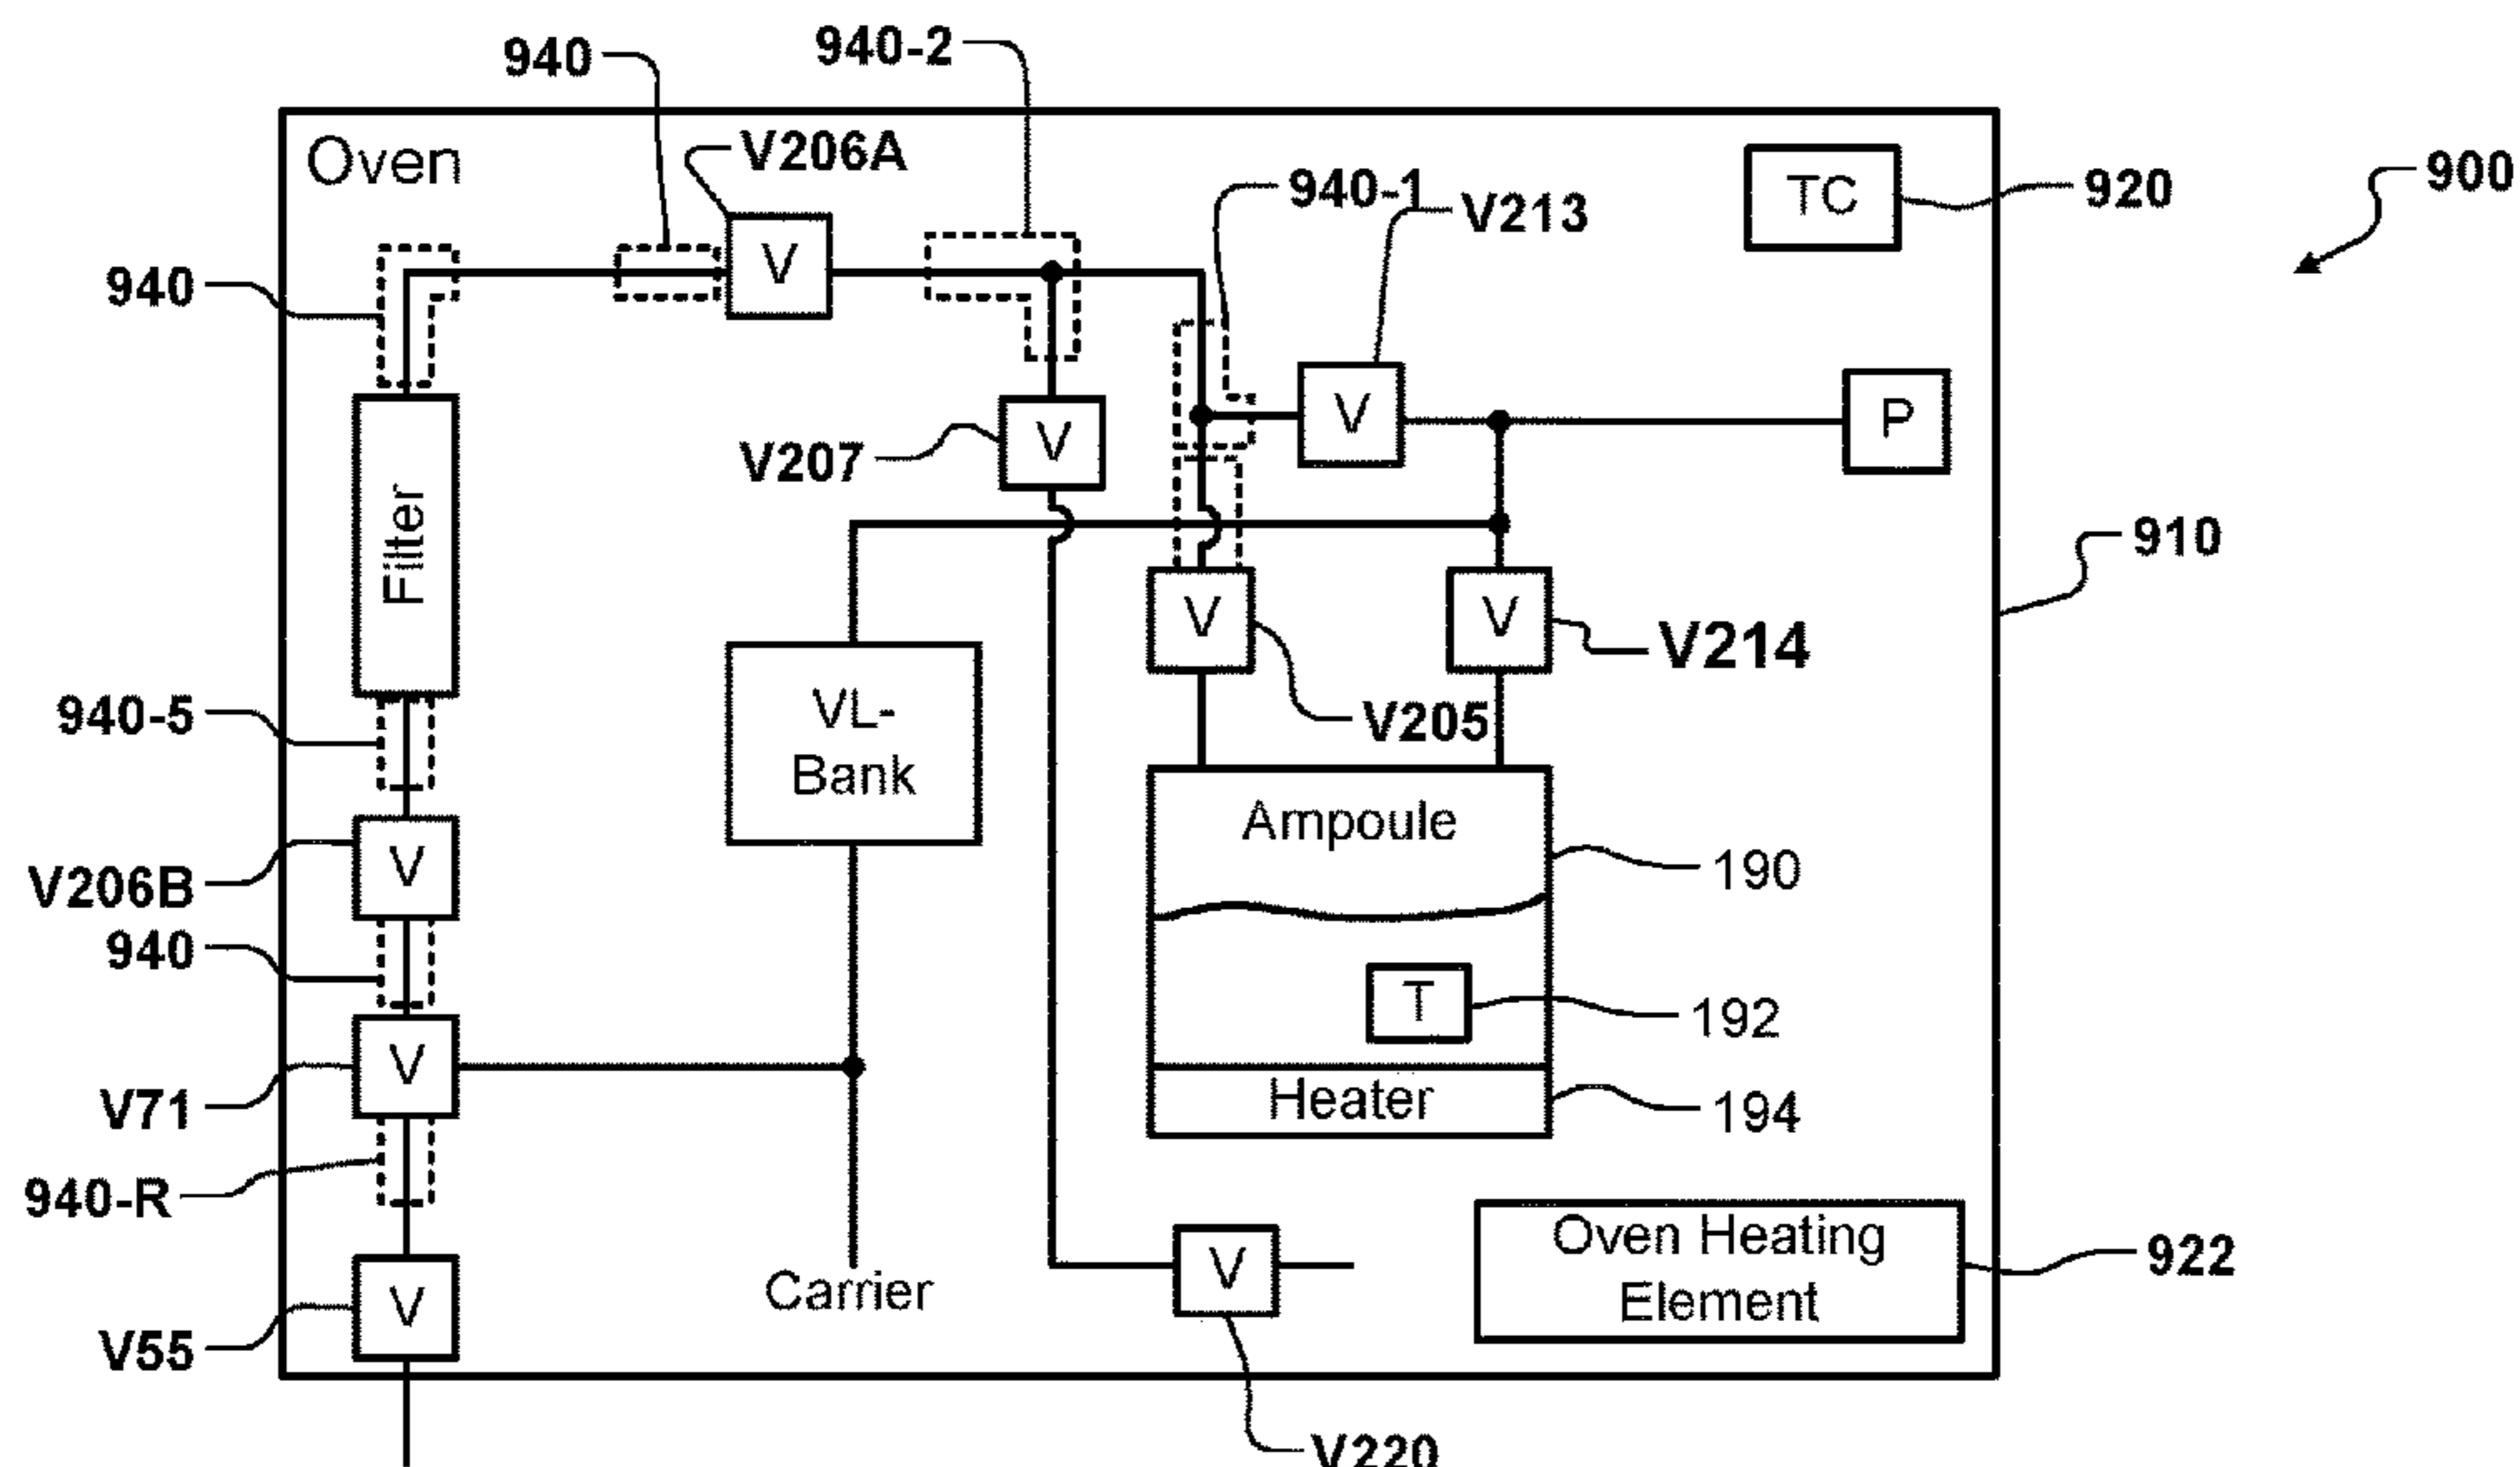 940
940-2
Oven
V206A
V
940-1
V213
TC
920
900
940
V
P
V207
V
Filter
910
V
V
V214
940-5
VL-
Bank
V205
Ampoule
V206B
V
190
940
T
192
V71
V
Heater
194
940-R
Oven Heating
Element
922
Carrier
V
V55
V
V220